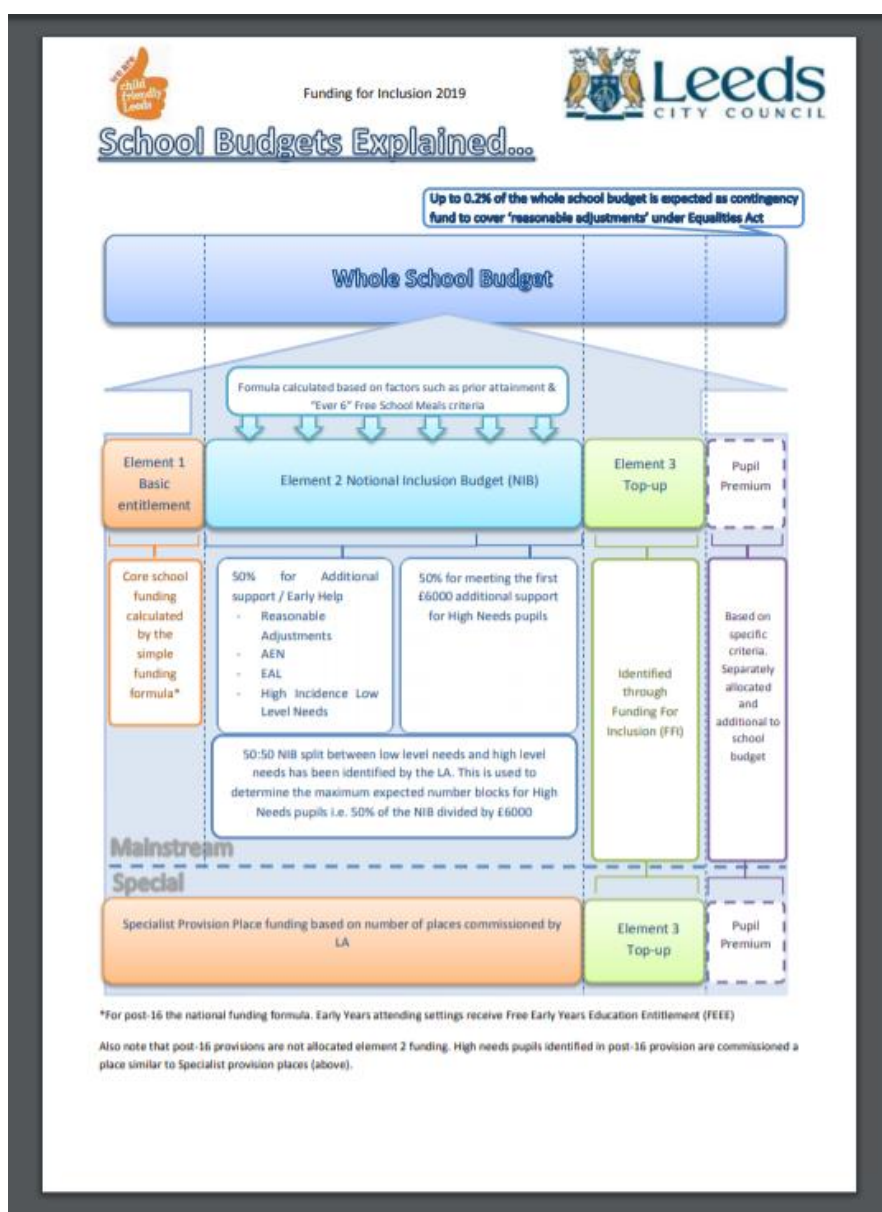 we are
child
friendly
Leeds
Funding for Inclusion 2019
Leeds
CITY COUNCIL
School Budgets Explained...
Up to 0.2% of the whole school budget is expected as contingency
fund to cover ‘reasonable adjustments’ under Equalities Act
Whole School Budget
Formula calculated based on factors such as prior attainment &
“Ever 6” Free School Meals criteria
Element 1
Basic
entitlement
Element 2 Notional Inclusion Budget (NIB)
Element 3
Top-up
Pupil
Premium
Core school
funding
calculated
by the
simple
funding
formula*
50% for Additional
support / Early Help
- Reasonable
Adjustments
- AEN
- EAL
- High Incidence Low
Level Needs
50% for meeting the first
£6000 additional support
for High Needs pupils
Identified
through
Funding For
Inclusion (FFI)
Based on
specific
criteria.
Separately
allocated
and
additional to
school
budget
50:50 NIB split between low level needs and high level
needs has been identified by the LA. This is used to
determine the maximum expected number blocks for High
Needs pupils i.e. 50% of the NIB divided by £6000
Mainstream
Special
Specialist Provision Place funding based on number of places commissioned by
LA
Element 3
Top-up
Pupil
Premium
*For post-16 the national funding formula. Early Years attending settings receive Free Early Years Education Entitlement (FEEE)
Also note that post-16 provisions are not allocated element 2 funding. High needs pupils identified in post-16 provision are commissioned a
place similar to Specialist provision places (above).